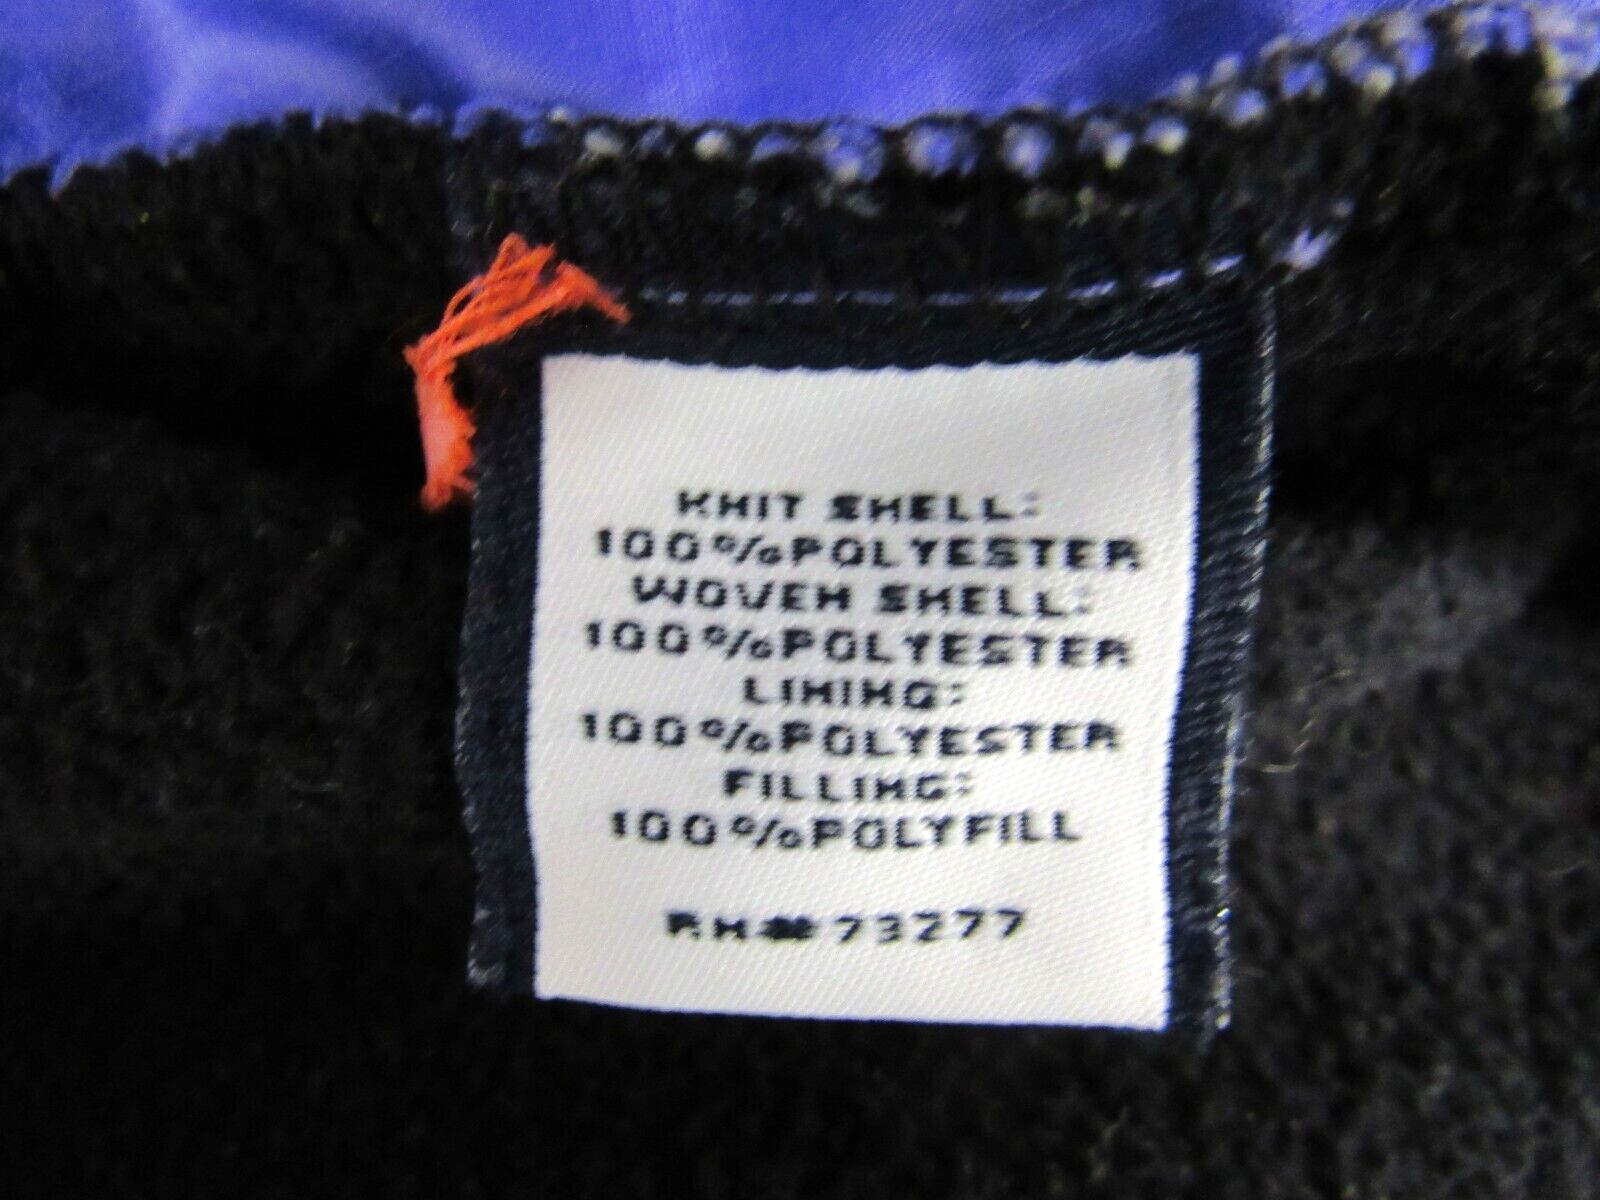 KNIT SHELL:
100%POLYESTER
WOVEN SHELL:
100%POLYESTER
LINING:
100%POLYESTER
FILLING:
100%POLYFILL
RN#73277